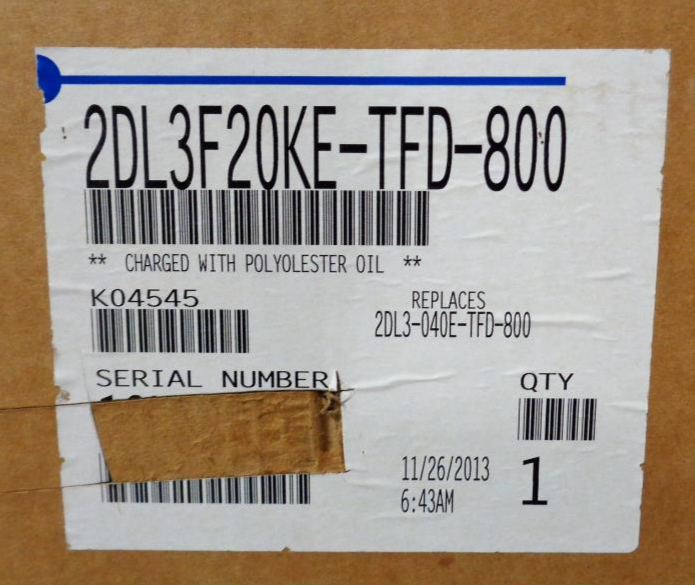 2DL3F20KE-TFD-800
** CHARGED WITH POLYOLESTER OIL **
K04545
REPLACES
2DL3-040E-TFD-800
SERIAL NUMBER
QTY
11/26/2013
6:43AM
1